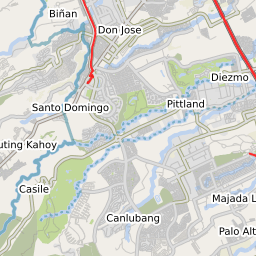 Biñan
Don Jose
Diezmo
Santo Domingo
Pittland
uting Kahoy
Casile
Majada L
Canlubang
Palo Alt